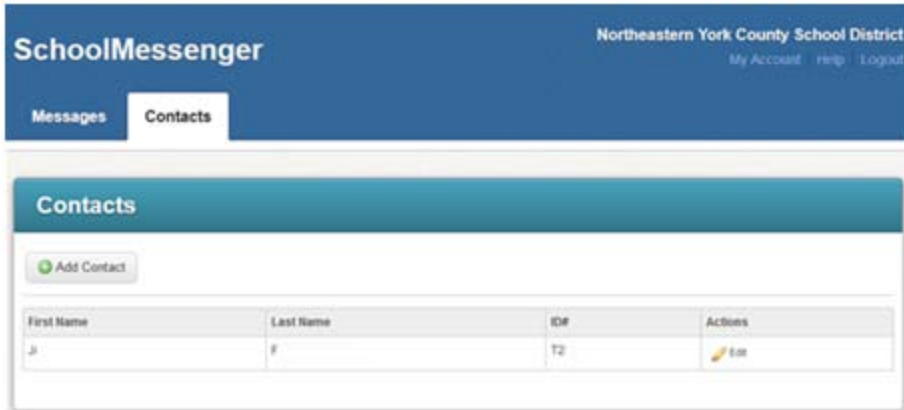 Northeastern York County School District
SchoolMessenger
My Account Help Logout
Messages Contacts
Contacts
Add Contact
First Name Last Name ID# Actions
F T2 Edit